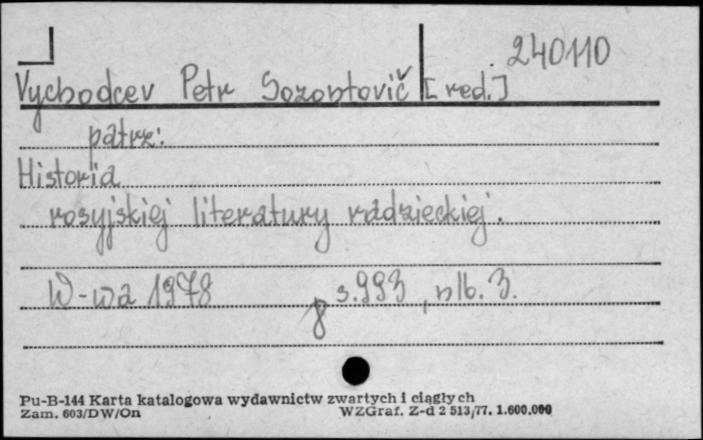 240110
Vychodcev Petr Sozontovič [red.]
patrz:
Historia
rosyjskiej literatury radzieckiej.
W-wa 1978 8 s.993, nlb. 3.
Pu-B-144 Karta katalogowa wydawnictw zwartych i ciągłych
Zam. 603/DW/On WZGraf. Z-d 2 513/77. 1.600.000